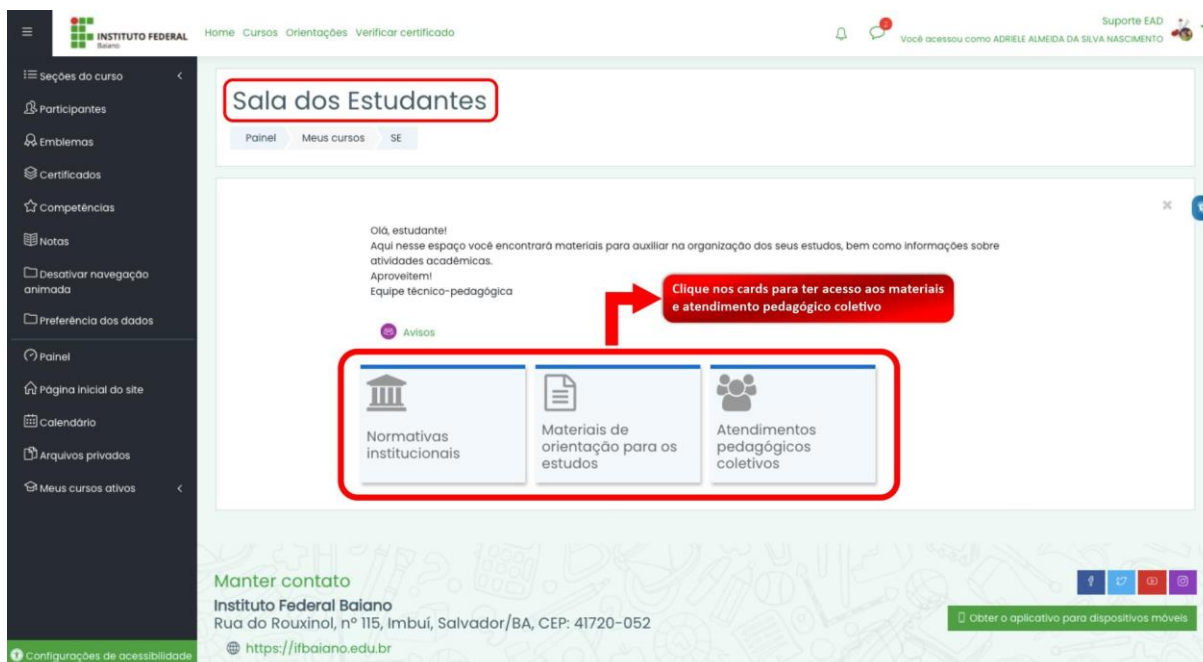 INSTITUTO FEDERAL
Baiano
Home Cursos Orientações Verificar certificado
2
Suporte EAD
Você acessou como ADRIELE ALMEIDA DA SILVA NASCIMENTO
Seções do curso
Participantes
Emblemas
Certificados
Competências
Notas
Desativar navegação
animada
Preferência dos dados
Painel
Página inicial do site
Calendário
Arquivos privados
Meus cursos ativos
Configurações de acessibilidade
Sala dos Estudantes
Painel Meus cursos SE
Olá, estudante!
Aqui nesse espaço você encontrará materiais para auxiliar na organização dos seus estudos, bem como informações sobre
atividades acadêmicas.
Aproveitem!
Equipe técnico-pedagógica
Clique nos cards para ter acesso aos materiais
e atendimento pedagógico coletivo
Avisos
Normativas
institucionais
Materiais de
orientação para os
estudos
Atendimentos
pedagógicos
coletivos
Manter contato
Instituto Federal Baiano
Rua do Rouxinol, nº 115, Imbuí, Salvador/BA, CEP: 41720-052
https://ifbaiano.edu.br
Obter o aplicativo para dispositivos móveis